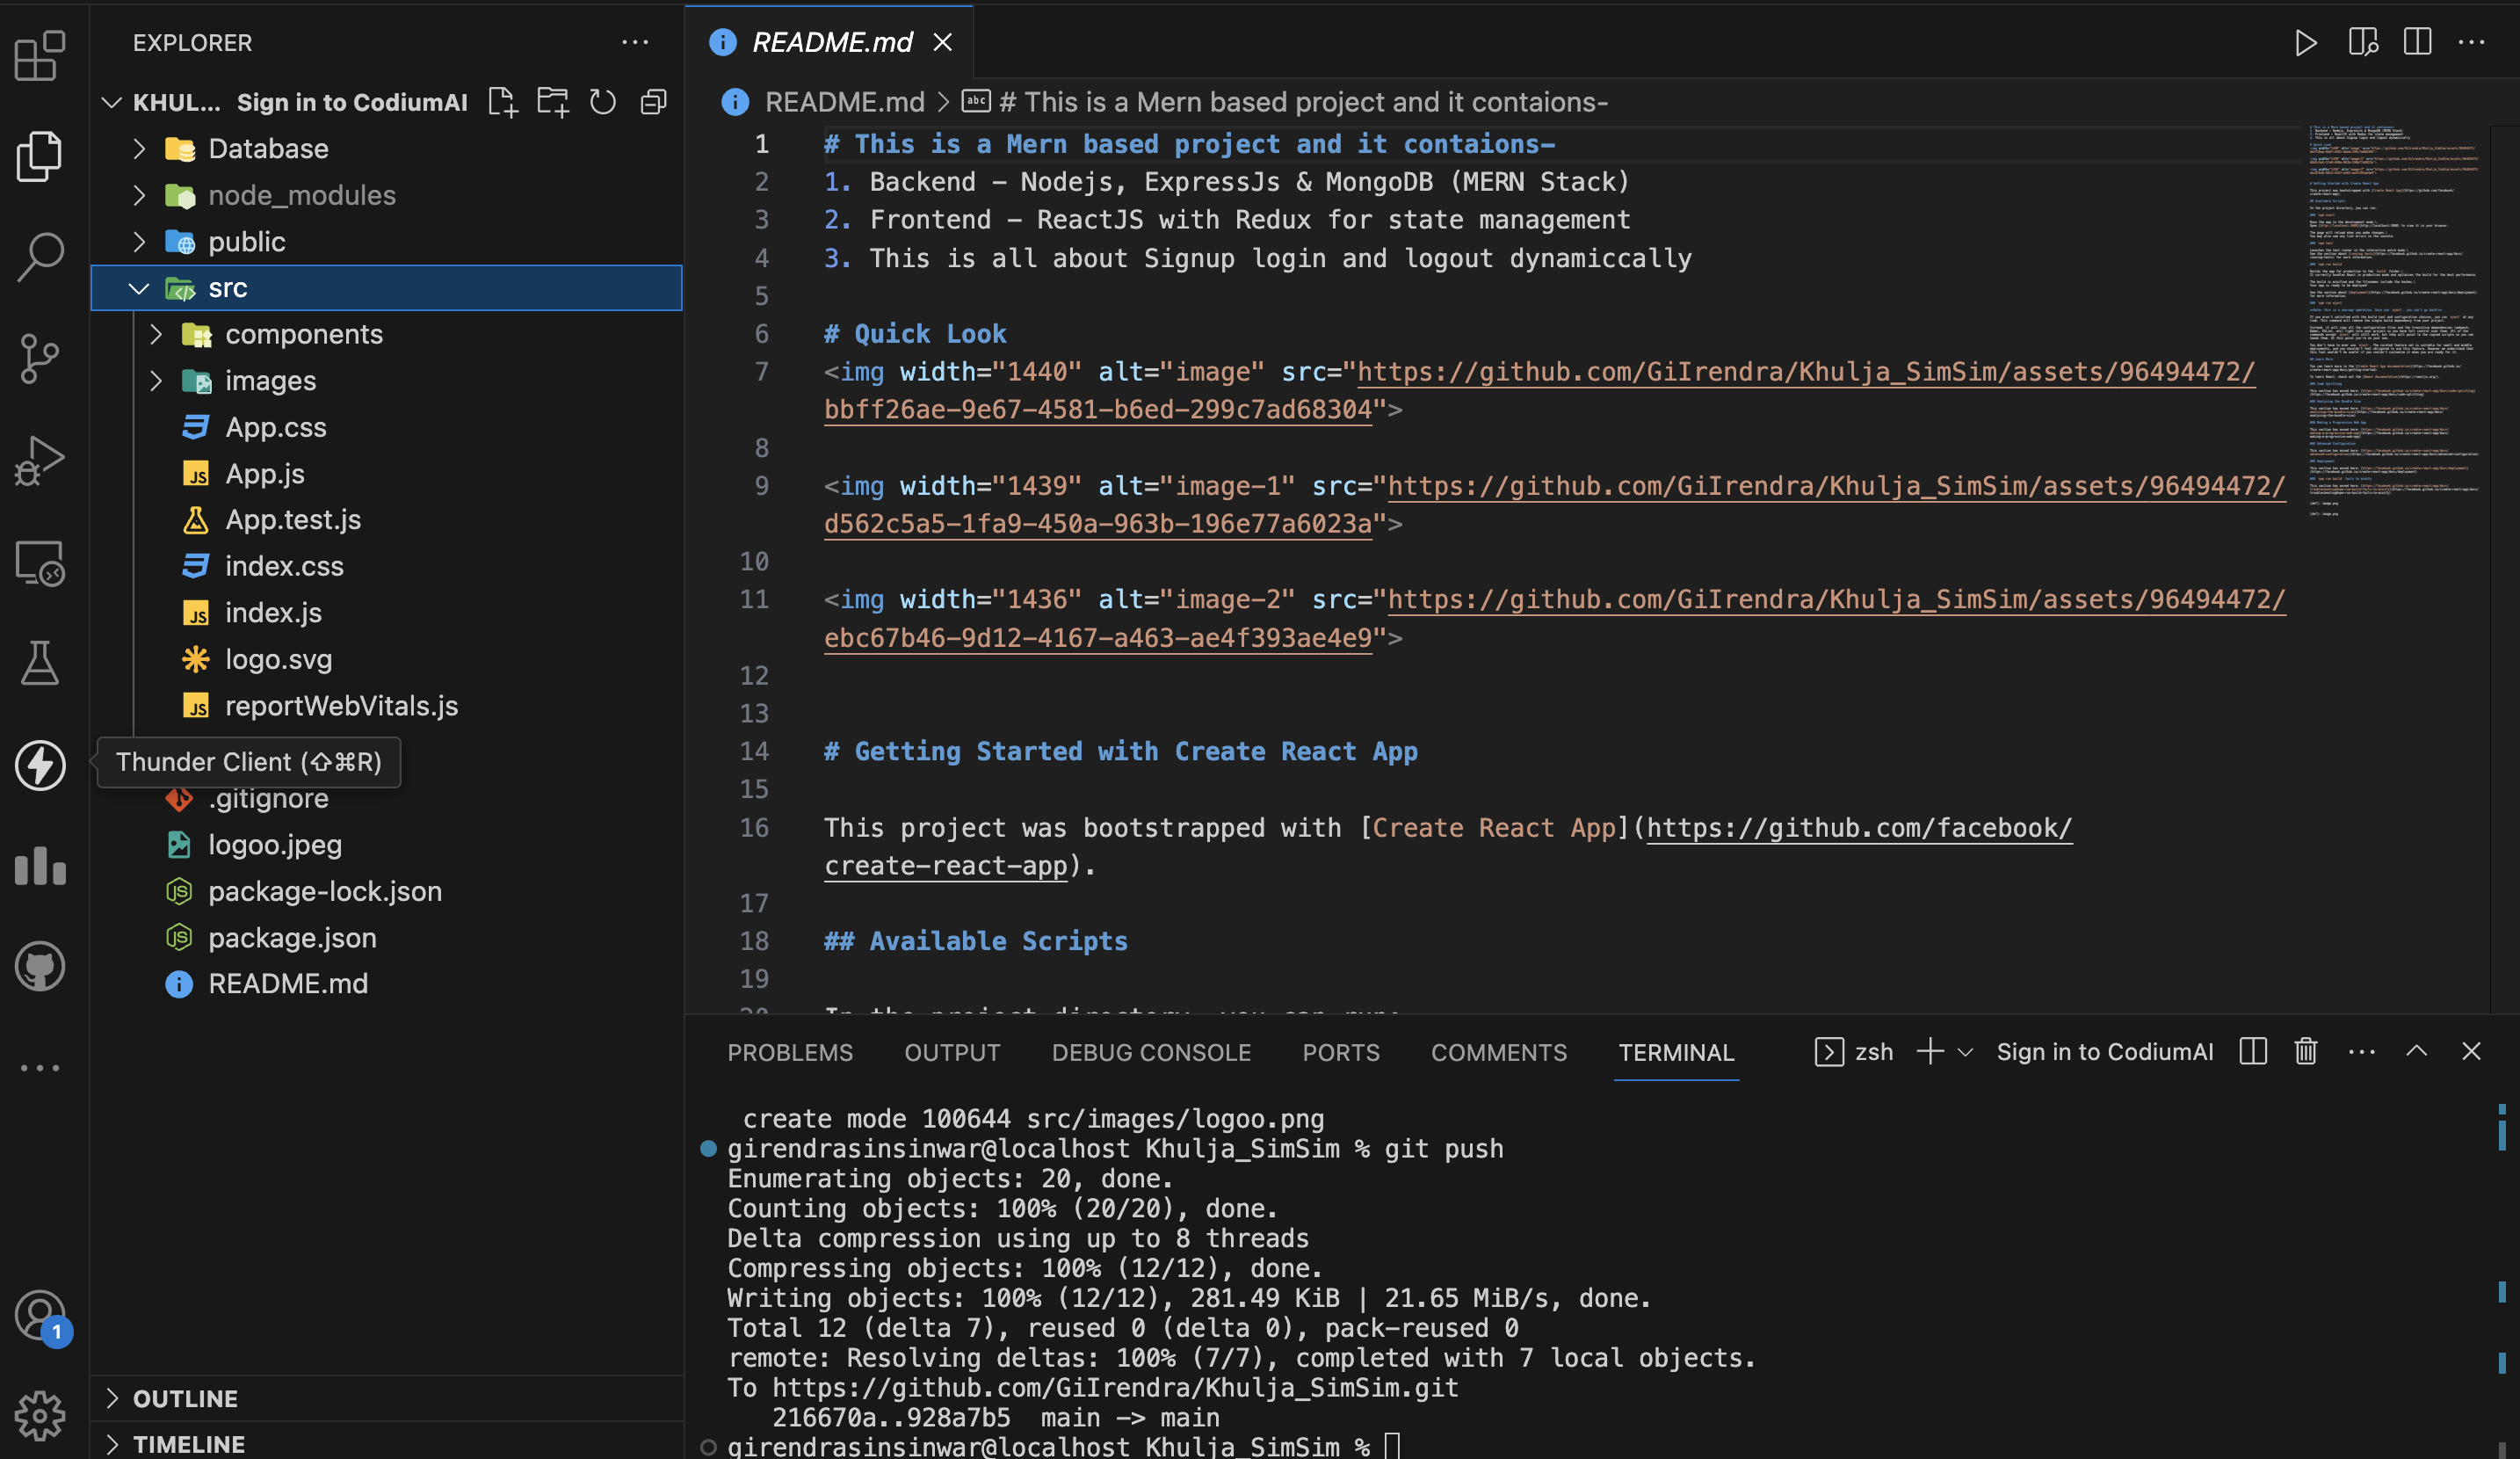 EXPLORER
KHUL... Sign in to CodiumAI
Database
node_modules
public
src
components
images
App.css
App.js
App.test.js
index.css
index.js
logo.svg
reportWebVitals.js
Thunder Client (⇧⌘R)
.gitignore
logoo.jpeg
package-lock.json
package.json
README.md
1
OUTLINE
TIMELINE
README.md
README.md > # This is a Mern based project and it contaions-
1 # This is a Mern based project and it contaions-
2 1. Backend - Nodejs, ExpressJs & MongoDB (MERN Stack)
3 2. Frontend - ReactJS with Redux for state management
4 3. This is all about Signup login and logout dynamiccally
5
6 # Quick Look
7 <img width="1440" alt="image" src="https://github.com/GiIrendra/Khulja_SimSim/assets/96494472/
bbff26ae-9e67-4581-b6ed-299c7ad68304">
8
9 <img width="1439" alt="image-1" src="https://github.com/GiIrendra/Khulja_SimSim/assets/96494472/
d562c5a5-1fa9-450a-963b-196e77a6023a">
10
11 <img width="1436" alt="image-2" src="https://github.com/GiIrendra/Khulja_SimSim/assets/96494472/
ebc67b46-9d12-4167-a463-ae4f393ae4e9">
12
13
14 # Getting Started with Create React App
15
16 This project was bootstrapped with [Create React App](https://github.com/facebook/
create-react-app).
17
18 ## Available Scripts
19
20 In the project directory, you can run:
PROBLEMS OUTPUT DEBUG CONSOLE PORTS COMMENTS TERMINAL zsh Sign in to CodiumAI
create mode 100644 src/images/logoo.png
girendrasinsinwar@localhost Khulja_SimSim % git push
Enumerating objects: 20, done.
Counting objects: 100% (20/20), done.
Delta compression using up to 8 threads
Compressing objects: 100% (12/12), done.
Writing objects: 100% (12/12), 281.49 KiB | 21.65 MiB/s, done.
Total 12 (delta 7), reused 0 (delta 0), pack-reused 0
remote: Resolving deltas: 100% (7/7), completed with 7 local objects.
To https://github.com/GiIrendra/Khulja_SimSim.git
216670a..928a7b5 main -> main
girendrasinsinwar@localhost Khulja_SimSim %